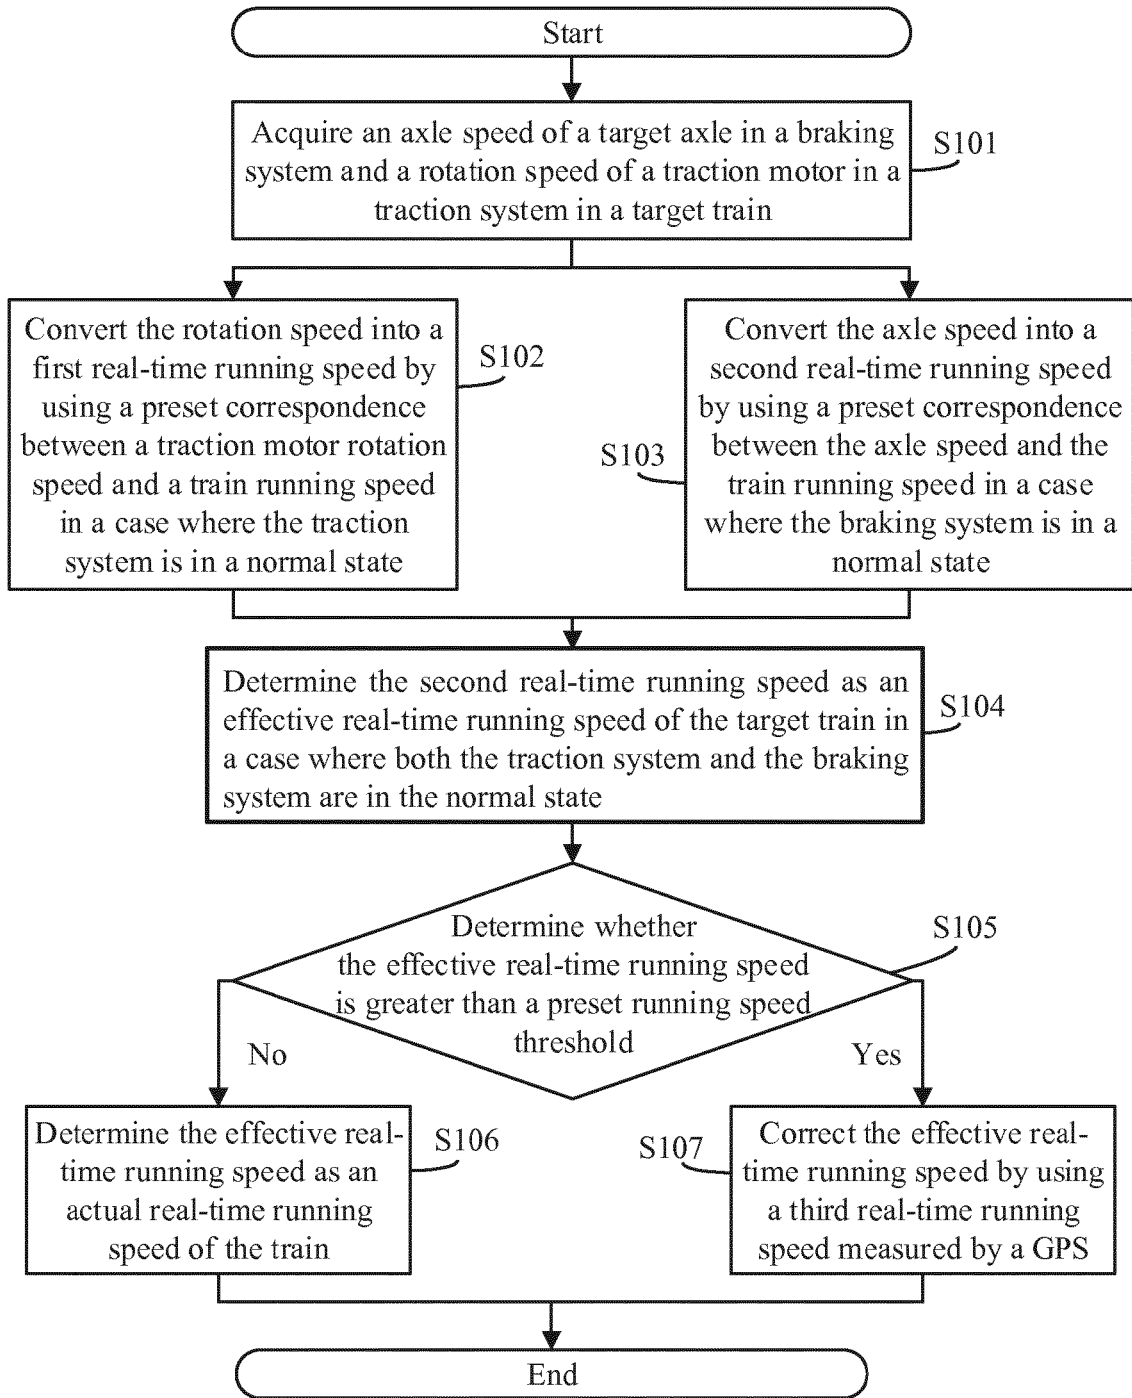 Start
Acquire an axle speed of a target axle in a braking
system and a rotation speed of a traction motor in a
traction system in a target train
S101
Convert the rotation speed into a
first real-time running speed by
using a preset correspondence
between a traction motor rotation
speed and a train running speed
in a case where the traction
system is in a normal state
S102
Convert the axle speed into a
second real-time running speed
by using a preset correspondence
between the axle speed and the
train running speed in a case
where the braking system is in a
normal state
S103
Determine the second real-time running speed as an
effective real-time running speed of the target train in
a case where both the traction system and the braking
system are in the normal state
S104
Determine whether
the effective real-time running speed
is greater than a preset running speed
threshold
S105
No
Yes
Determine the effective real-
time running speed as an
actual real-time running
speed of the train
S106
Correct the effective real-
time running speed by using
a third real-time running
speed measured by a GPS
S107
End